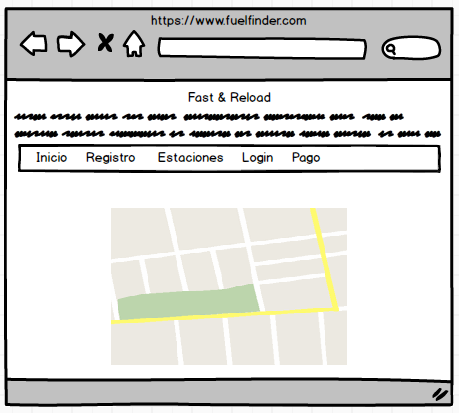 https://www.fuelfinder.com
Fast & Reload
Inicio Registro Estaciones Login Pago